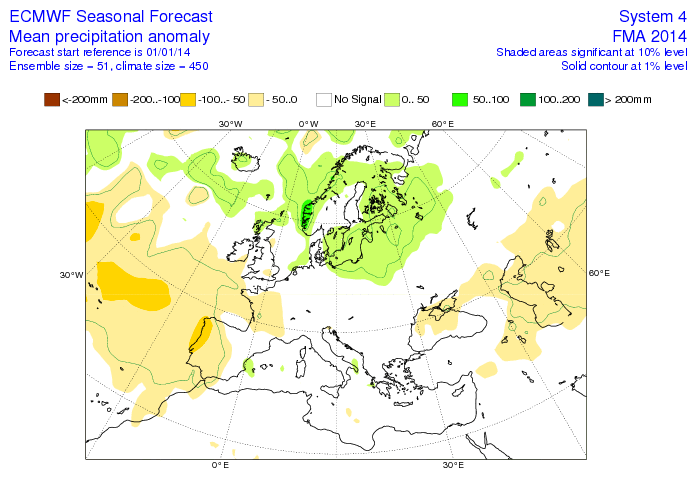 ECMWF Seasonal Forecast System 4
Mean precipitation anomaly FMA 2014
Forecast start reference is 01/01/14 Shaded areas significant at 10% level
Ensemble size = 51, climate size = 450 Solid contour at 1% level
<-200mm -200..-100 -100..- 50 - 50..0 No Signal 0.. 50 50..100 100..200 > 200mm
30°W 0°W 30°E 60°E
30°W 60°E
0°E 30°E